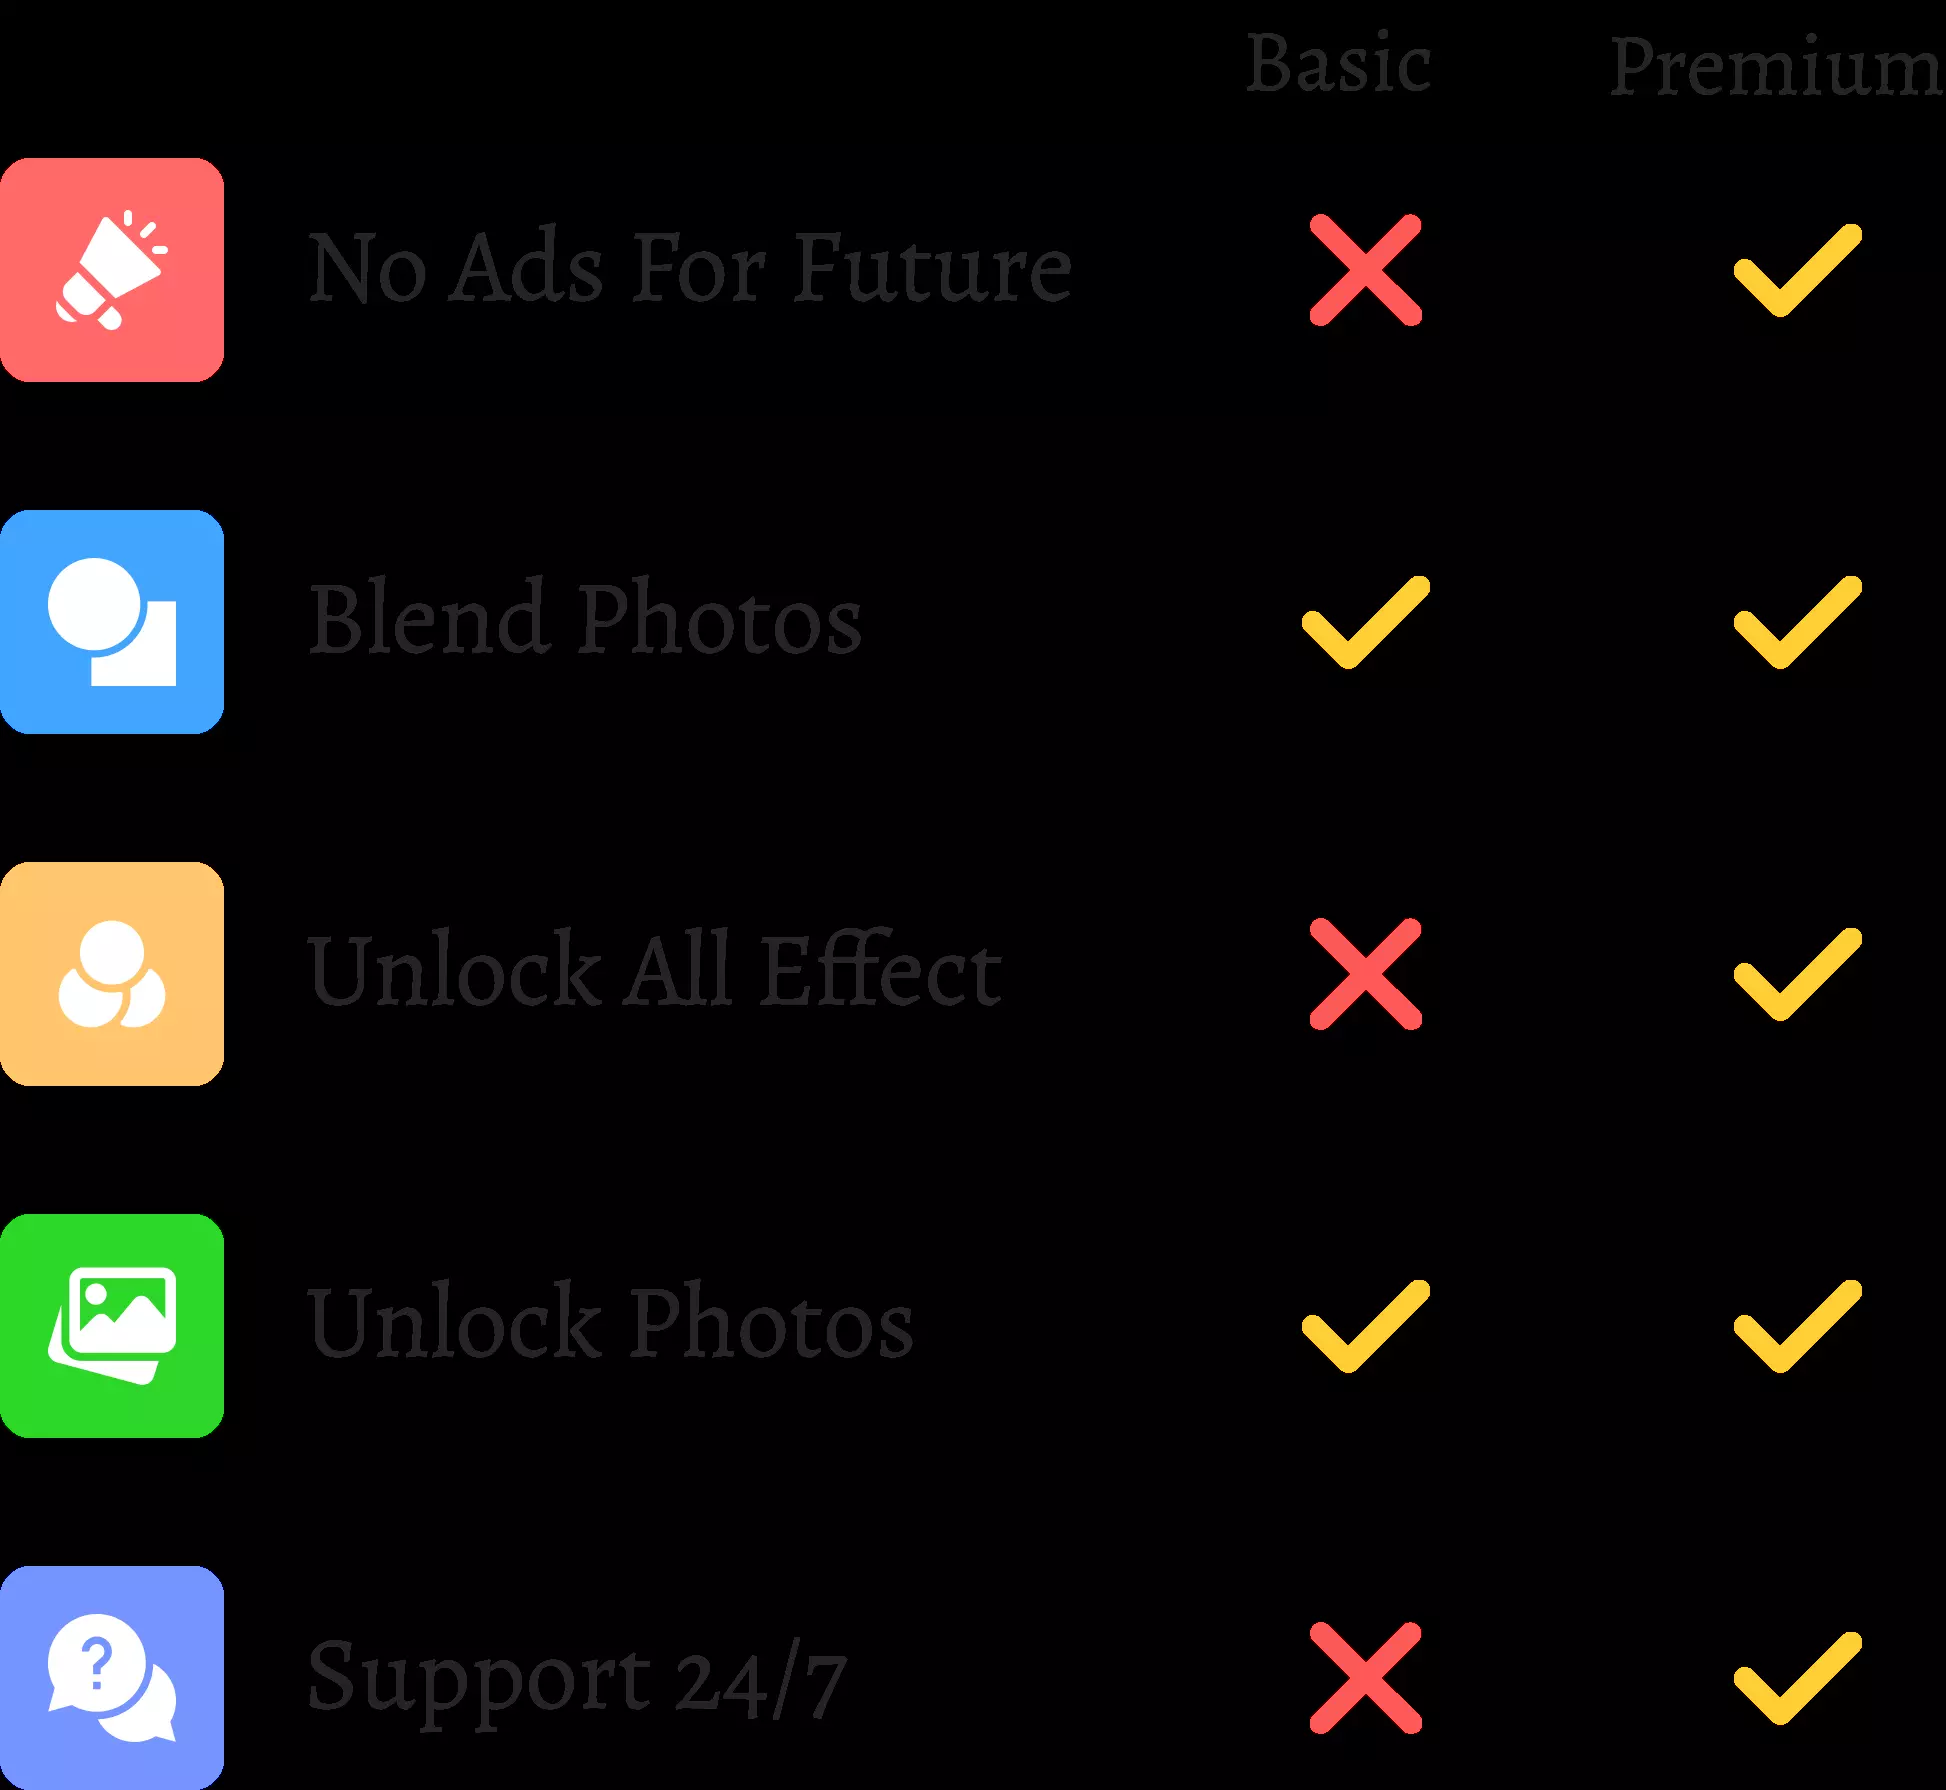 Basic Premium
No Ads For Future
Blend Photos
Unlock All Effect
Unlock Photos
?
Support 24/7